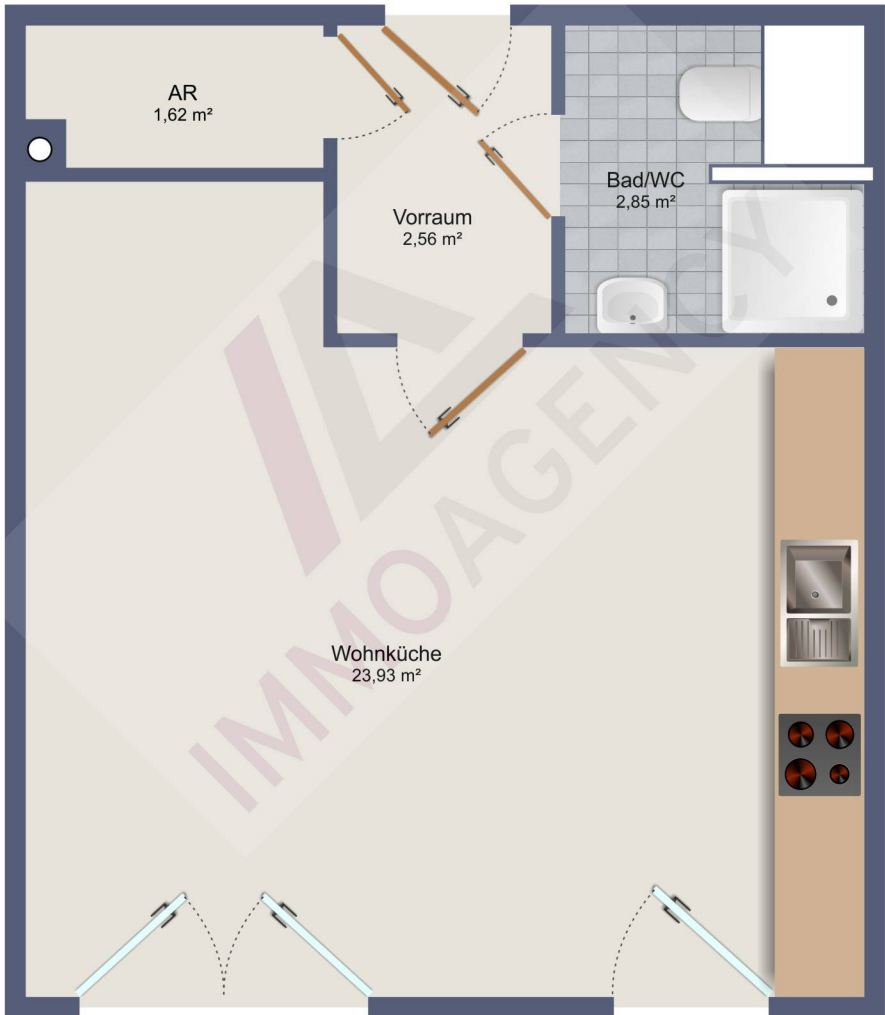 AR
1,62 m²
Vorraum
2,56 m²
Bad/WC
2,85 m²
Wohnküche
23,93 m²
IMMOAGENCY